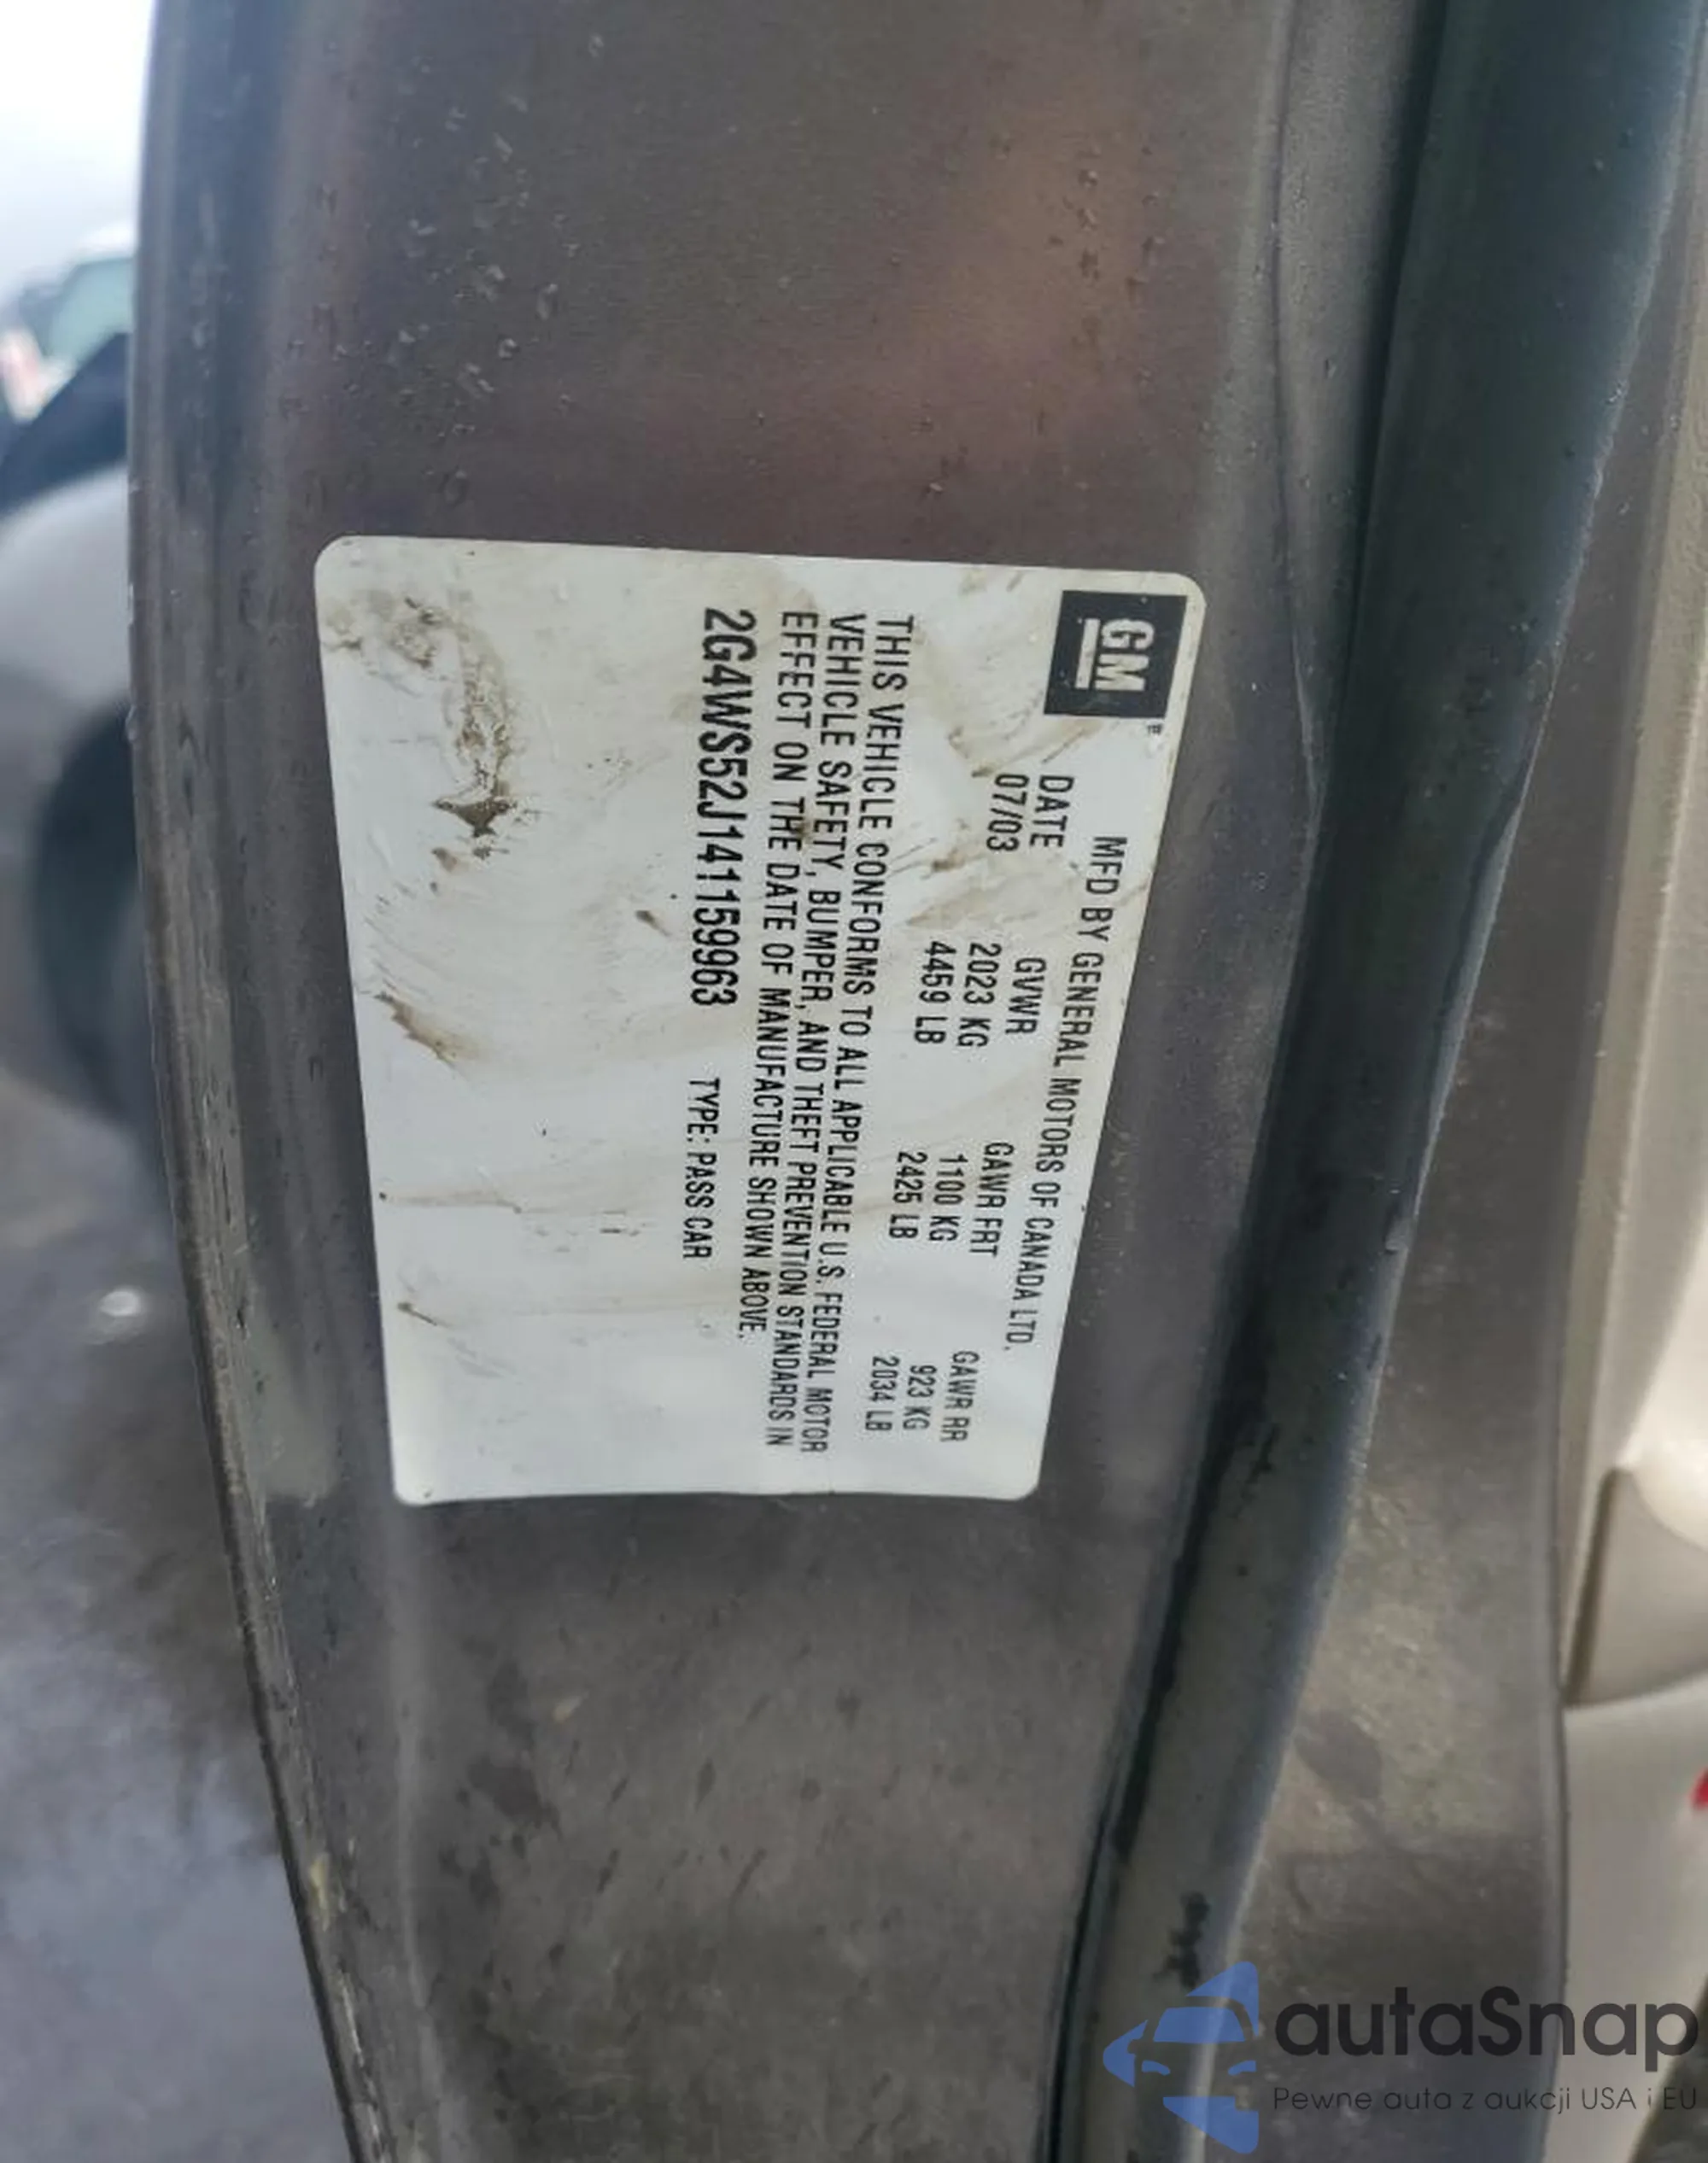 GM
MFD BY GENERAL MOTORS OF CANADA LTD.
DATE GVWR GAWR FRT GAWR RR
07/03 2023 KG 1100 KG 923 KG
4459 LB 2425 LB 2034 LB
THIS VEHICLE CONFORMS TO ALL APPLICABLE U.S. FEDERAL MOTOR
VEHICLE SAFETY, BUMPER, AND THEFT PREVENTION STANDARDS IN
EFFECT ON THE DATE OF MANUFACTURE SHOWN ABOVE.
2G4WS52J141159963 TYPE: PASS CAR
autaSnap
Pewne auta z aukcji USA i EU